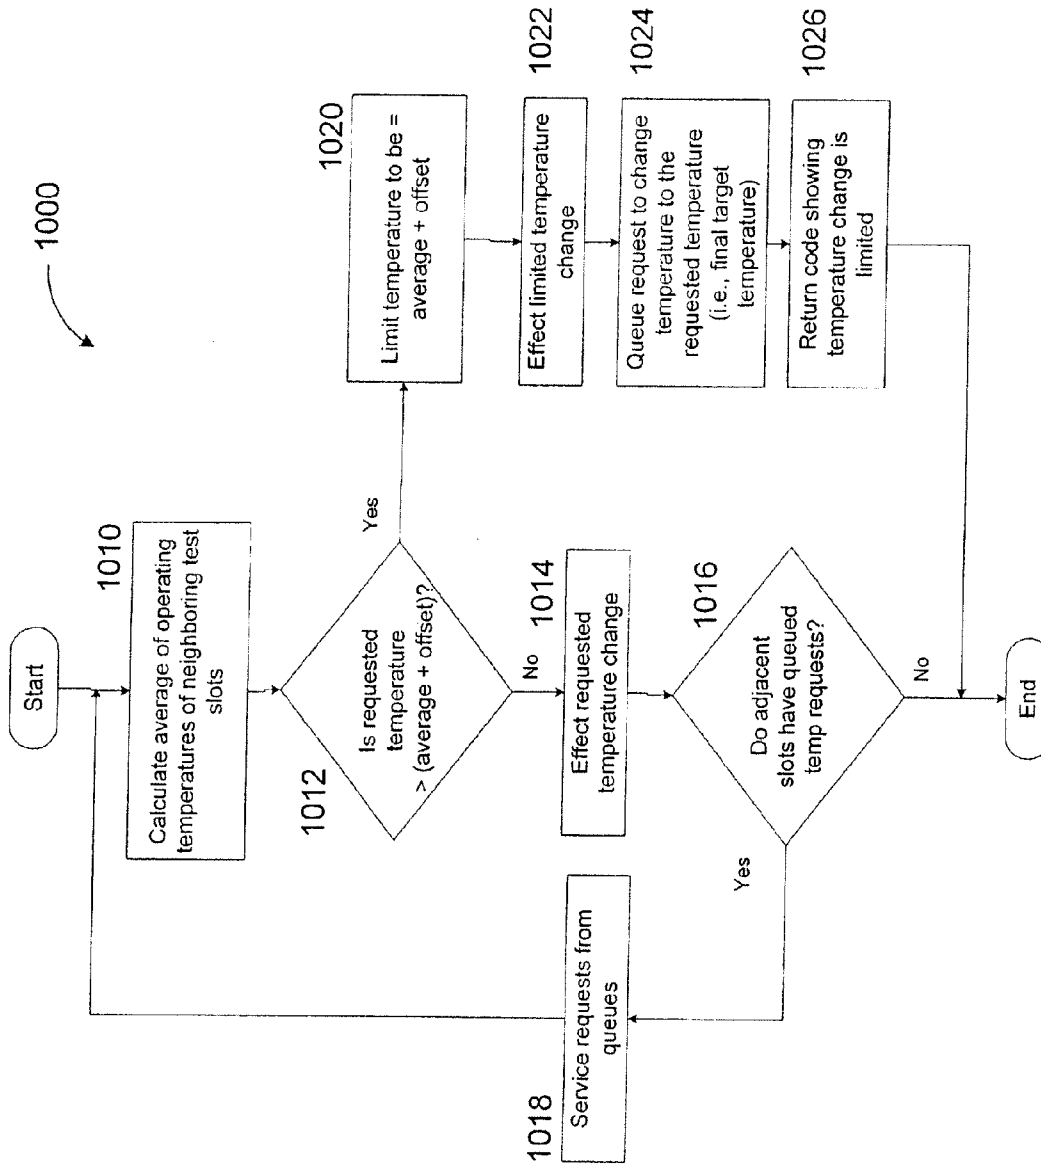 1000
Start
1010
Calculate average of operating
temperatures of neighboring test
slots
1012
Is requested
temperature
> (average + offset)?
Yes
No
1020
Limit temperature to be =
average + offset
1022
Effect limited temperature
change
1024
Queue request to change
temperature to the
requested temperature
(i.e., final target
temperature)
1026
Return code showing
temperature change is
limited
1014
Effect requested
temperature change
1016
Do adjacent
slots have queued
temp requests?
Yes
No
1018
Service requests from
queues
End